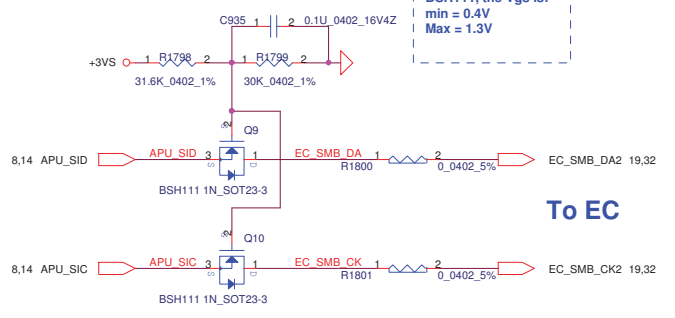 BSH111, the Vgs is:
min = 0.4V
Max = 1.3V
C935 1 2 0.1U_0402_16V4Z
+3VS 1 R1798 2 1 R1799 2
31.6K_0402_1% 30K_0402_1%
2
G
Q9
8,14 APU_SID APU_SID 3 1 EC_SMB_DA 1 2 EC_SMB_DA2 19,32
S D R1800 0_0402_5%
BSH111 1N_SOT23-3
To EC
2
G
Q10
8,14 APU_SIC APU_SIC 3 1 EC_SMB_CK 1 2 EC_SMB_CK2 19,32
S D R1801 0_0402_5%
BSH111 1N_SOT23-3